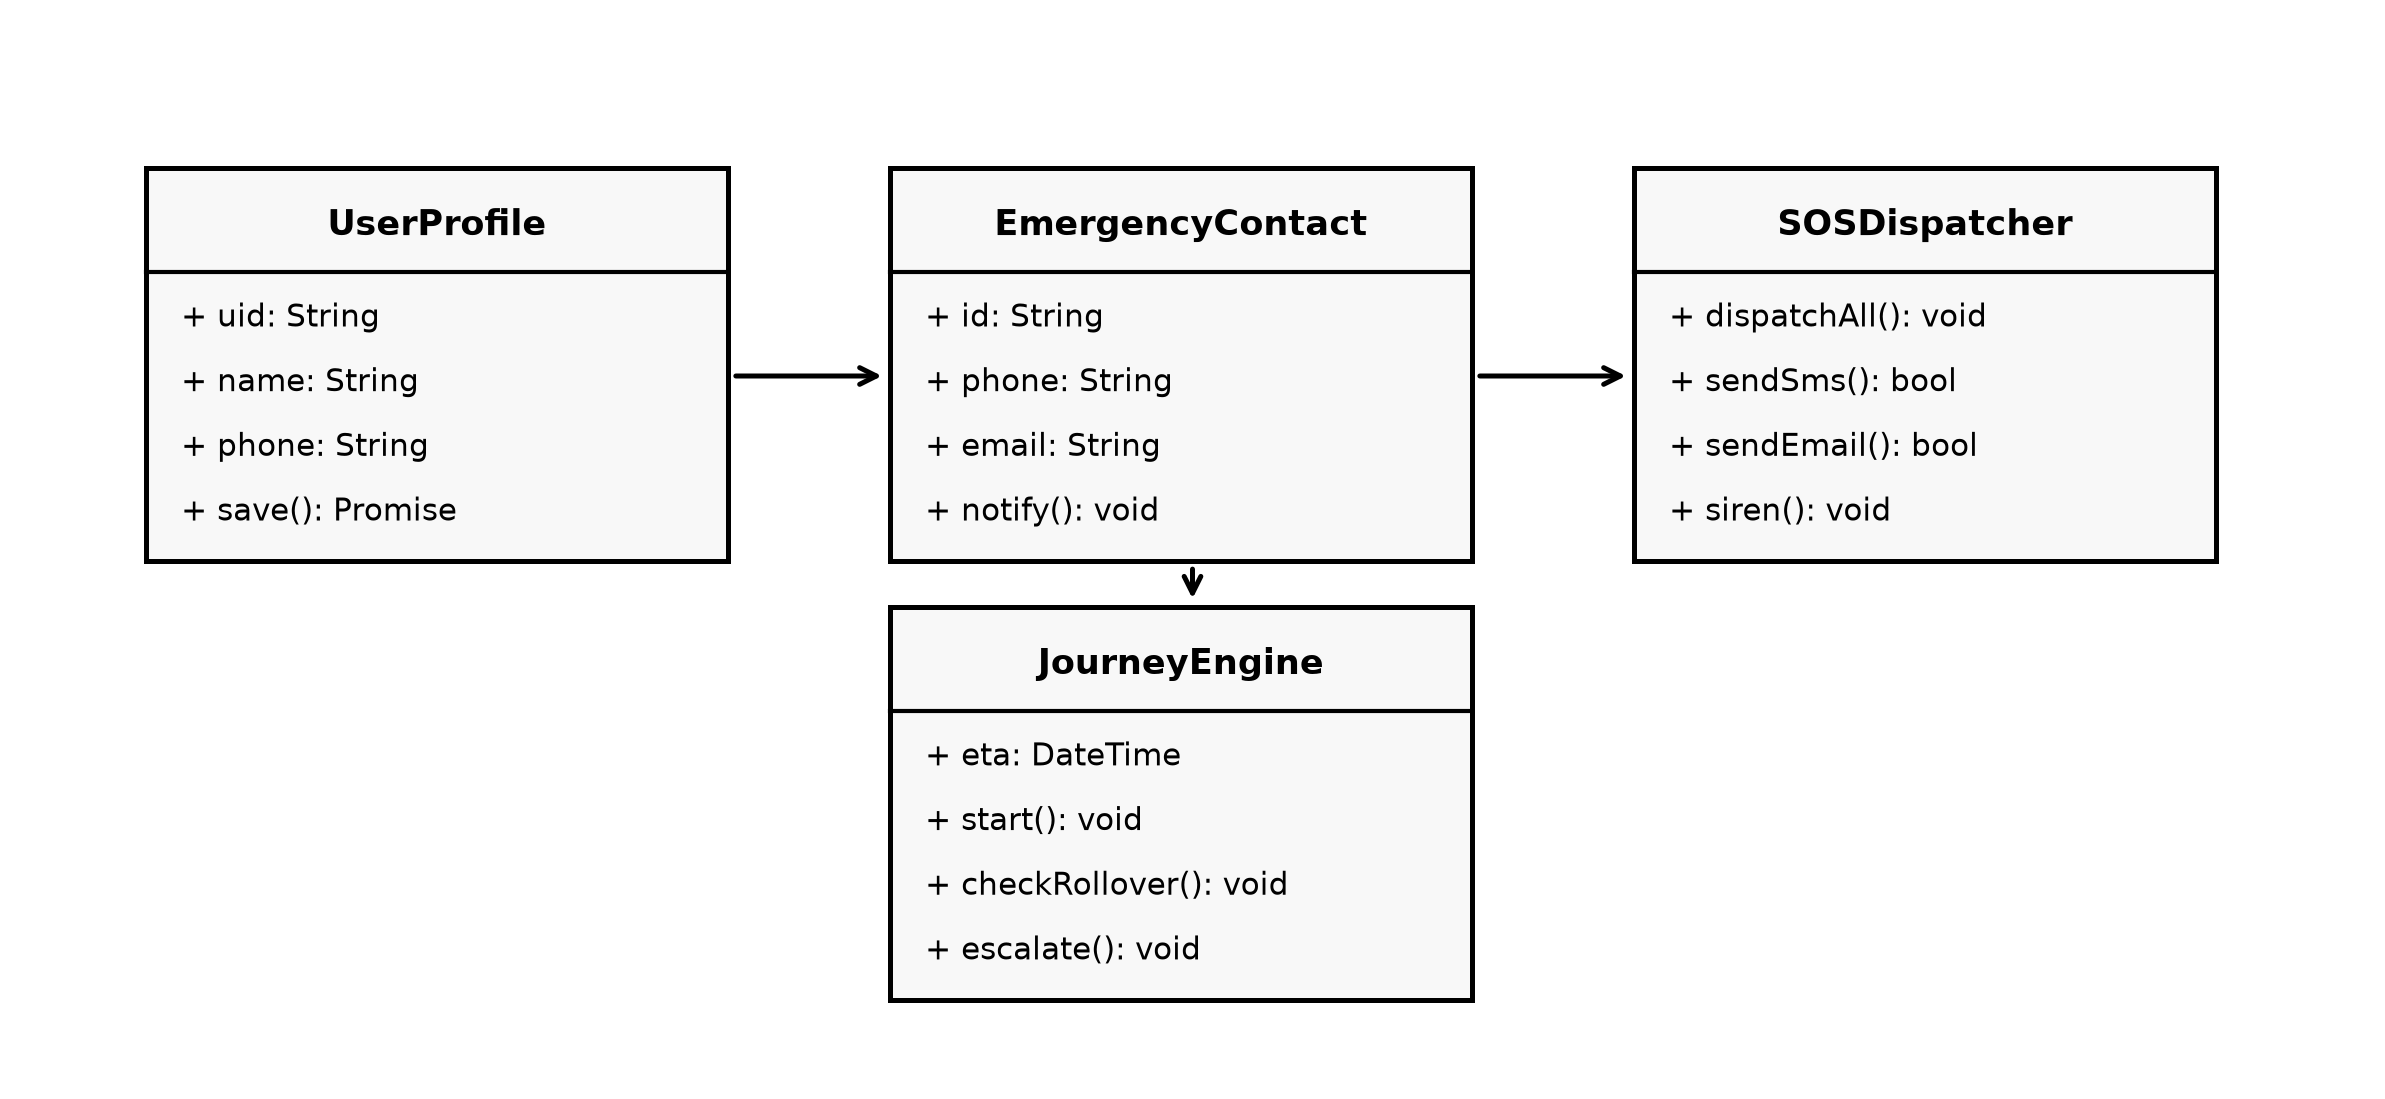 UserProfile
+ uid: String
+ name: String
+ phone: String
+ save(): Promise
EmergencyContact
+ id: String
+ phone: String
+ email: String
+ notify(): void
SOSDispatcher
+ dispatchAll(): void
+ sendSms(): bool
+ sendEmail(): bool
+ siren(): void
JourneyEngine
+ eta: DateTime
+ start(): void
+ checkRollover(): void
+ escalate(): void